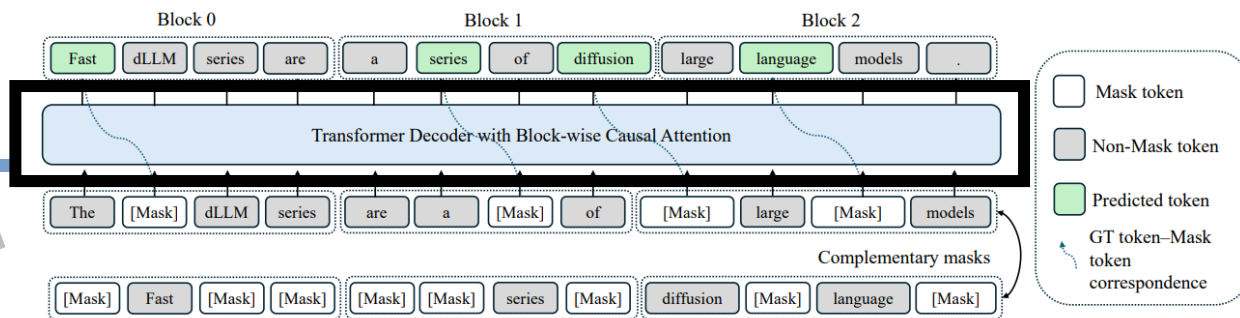 Block 0 Block 1 Block 2
Fast dLLM series are a series of diffusion large language models .
Transformer Decoder with Block-wise Causal Attention
The [Mask] dLLM series are a [Mask] of [Mask] large [Mask] models
Complementary masks
[Mask] Fast [Mask] [Mask] [Mask] [Mask] series [Mask] diffusion [Mask] language [Mask]
Mask token
Non-Mask token
Predicted token
GT token–Mask
token
correspondence